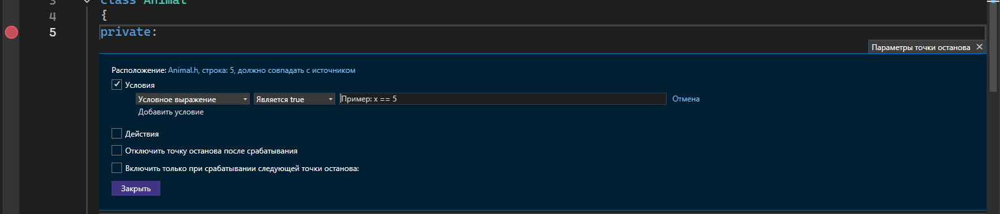 3 class Animal
4 {
5 private:
Параметры точки останова
Расположение: Animal.h, строка: 5, должно совпадать с источником
Условия
Условное выражение Является true Пример: x == 5 Отмена
Добавить условие
Действия
Отключить точку останова после срабатывания
Включить только при срабатывании следующей точки останова:
Закрыть